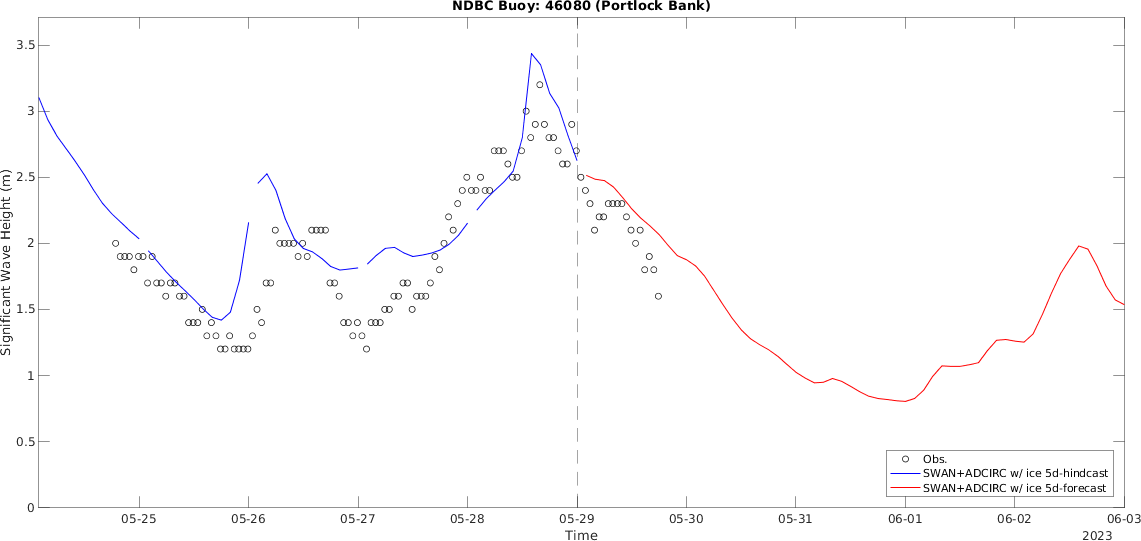 NDBC Buoy: 46080 (Portlock Bank)
Significant Wave Height (m)
3.5
3
2.5
2
1.5
1
0.5
0
Obs.
SWAN+ADCIRC w/ ice 5d-hindcast
SWAN+ADCIRC w/ ice 5d-forecast
05-25 05-26 05-27 05-28 05-29 05-30 05-31 06-01 06-02 06-03
Time
2023